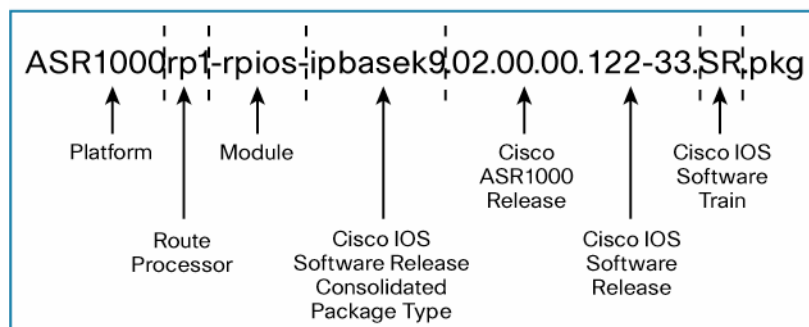 ASR1000rp1-rpios-ipbasek9.02.00.00.122-33.SR.pkg
Platform
Module
Cisco
ASR1000
Release
Cisco IOS
Software
Train
Route
Processor
Cisco IOS
Software Release
Consolidated
Package Type
Cisco IOS
Software
Release